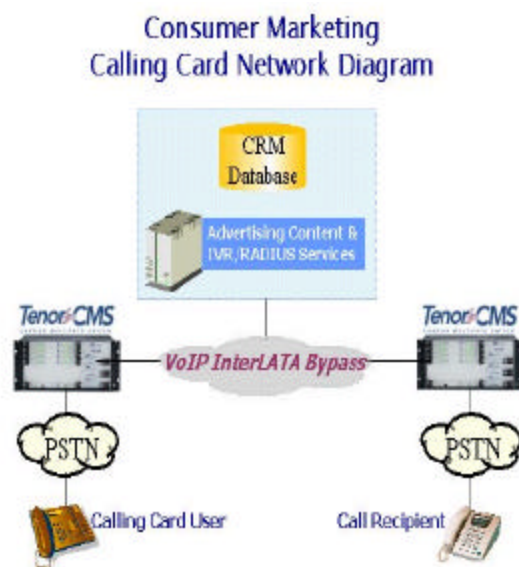 Consumer Marketing
Calling Card Network Diagram
CRM
Database
Advertising Content &
IVR/RADIUS Services
Tenor CMS
Tenor CMS
VoIP InterLATA Bypass
PSTN
PSTN
Calling Card User
Call Recipient